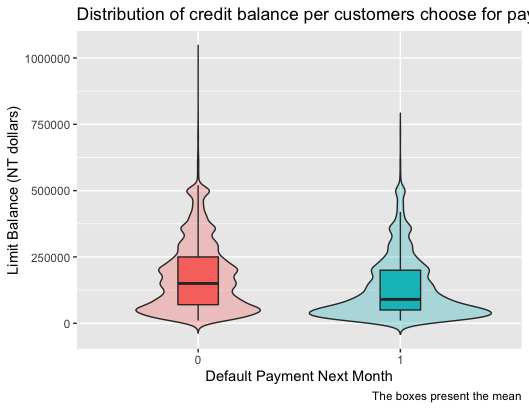 Distribution of credit balance per customers choose for pay
Limit Balance (NT dollars)
1000000
750000
500000
250000
0
0 1
Default Payment Next Month
The boxes present the mean